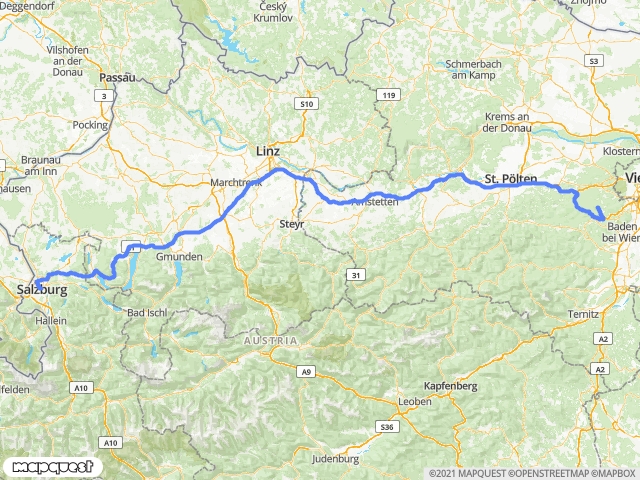 Deggendorf
Český
Krumlov
Znojmo
Vilshofen
an der
Donau
Passau
Schmerbach
am Kamp
S3
3
S10
119
Pocking
Krems an
der Donau
Braunau
am Inn
Linz
Klostern
Marchtrenk
St. Pölten
Vie
Amstetten
Steyr
Baden
bei Wien
Gmunden
31
Salzburg
Bad Ischl
Ternitz
Hallein
AUSTRIA
A2
A9
A2
A10
Kapfenberg
Leoben
S36
A10
Judenburg
mapquest
©2021 MAPQUEST ©OPENSTREETMAP ©MAPBOX